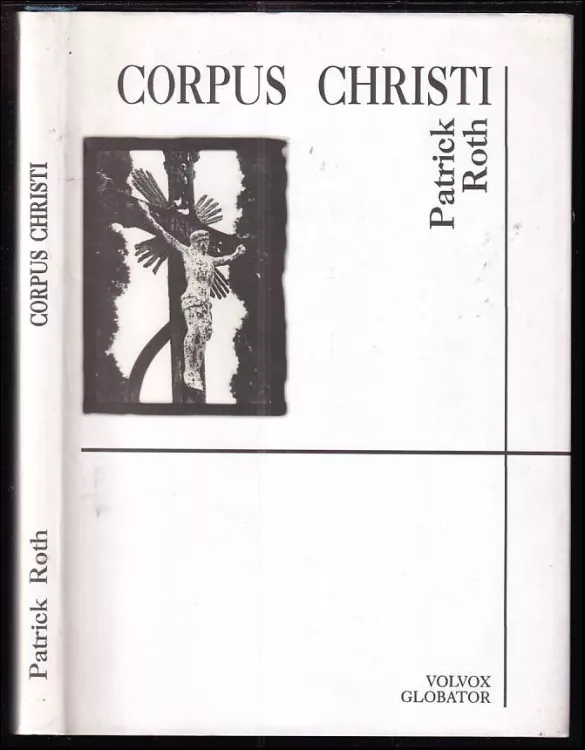 CORPUS CHRISTI
Patrick
Roth
VOLVOX
GLOBATOR
CORPUS CHRISTI
Patrick Roth